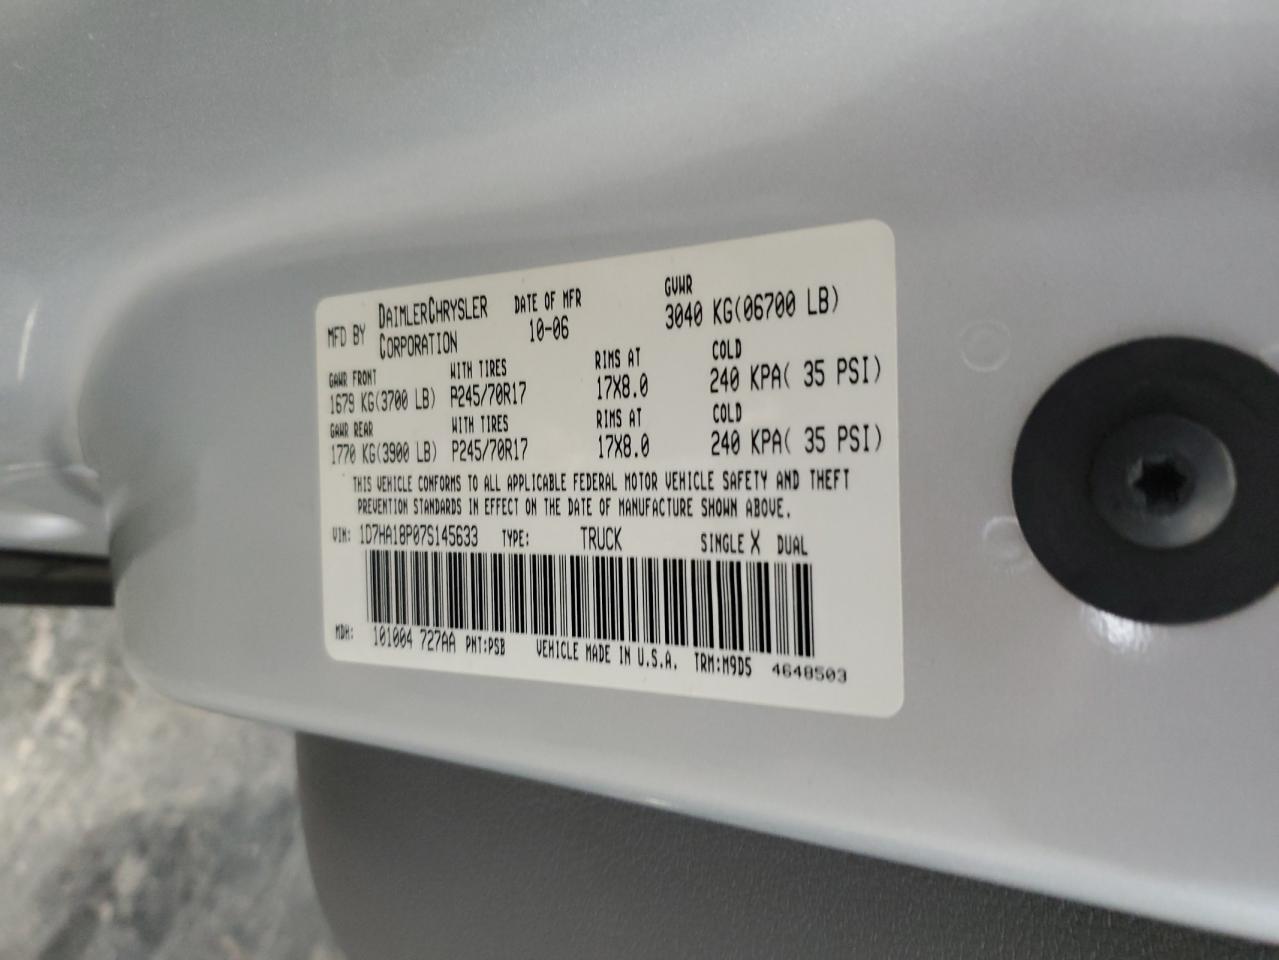 MFD BY DAIMLERCHRYSLER CORPORATION DATE OF MFR 10-06 GVWR 3040 KG(06700 LB)
GAWR FRONT WITH TIRES RIMS AT COLD
1679 KG(3700 LB) P245/70R17 17X8.0 240 KPA( 35 PSI)
GAWR REAR WITH TIRES RIMS AT COLD
1770 KG(3900 LB) P245/70R17 17X8.0 240 KPA( 35 PSI)
THIS VEHICLE CONFORMS TO ALL APPLICABLE FEDERAL MOTOR VEHICLE SAFETY AND THEFT
PREVENTION STANDARDS IN EFFECT ON THE DATE OF MANUFACTURE SHOWN ABOVE.
VIN: 1D7HA18P07S145633 TYPE: TRUCK SINGLE X DUAL
MDH: 101004 727AA PNT:PSB VEHICLE MADE IN U.S.A. TRM:M9D5 4648503